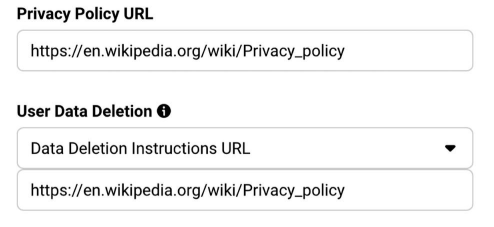 Privacy Policy URL
https://en.wikipedia.org/wiki/Privacy_policy
User Data Deletion
Data Deletion Instructions URL
https://en.wikipedia.org/wiki/Privacy_policy